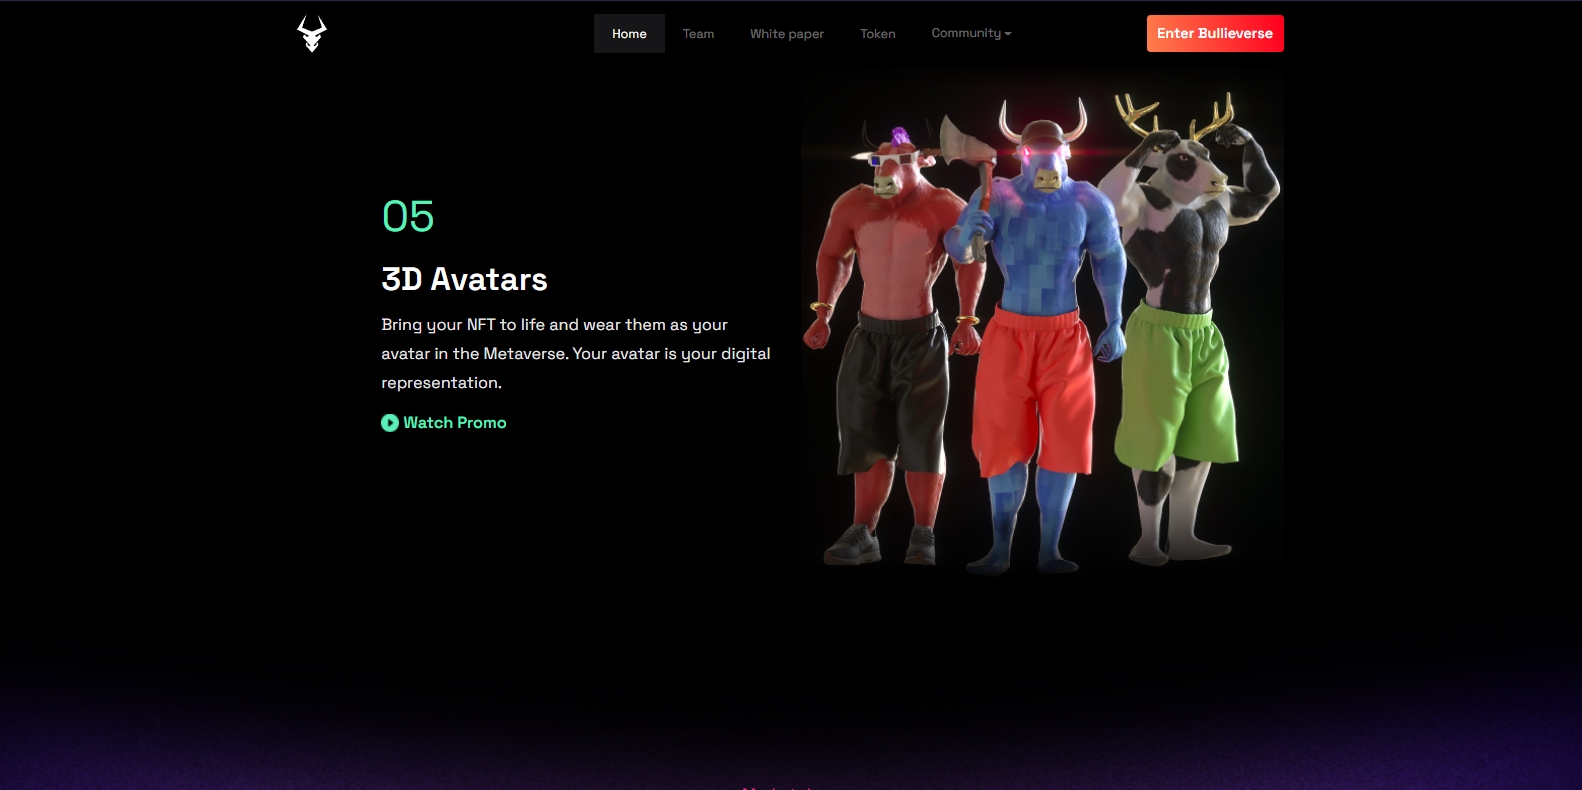 Home Team White paper Token Community Enter Bullieverse
05
3D Avatars
Bring your NFT to life and wear them as your
avatar in the Metaverse. Your avatar is your digital
representation.
Watch Promo